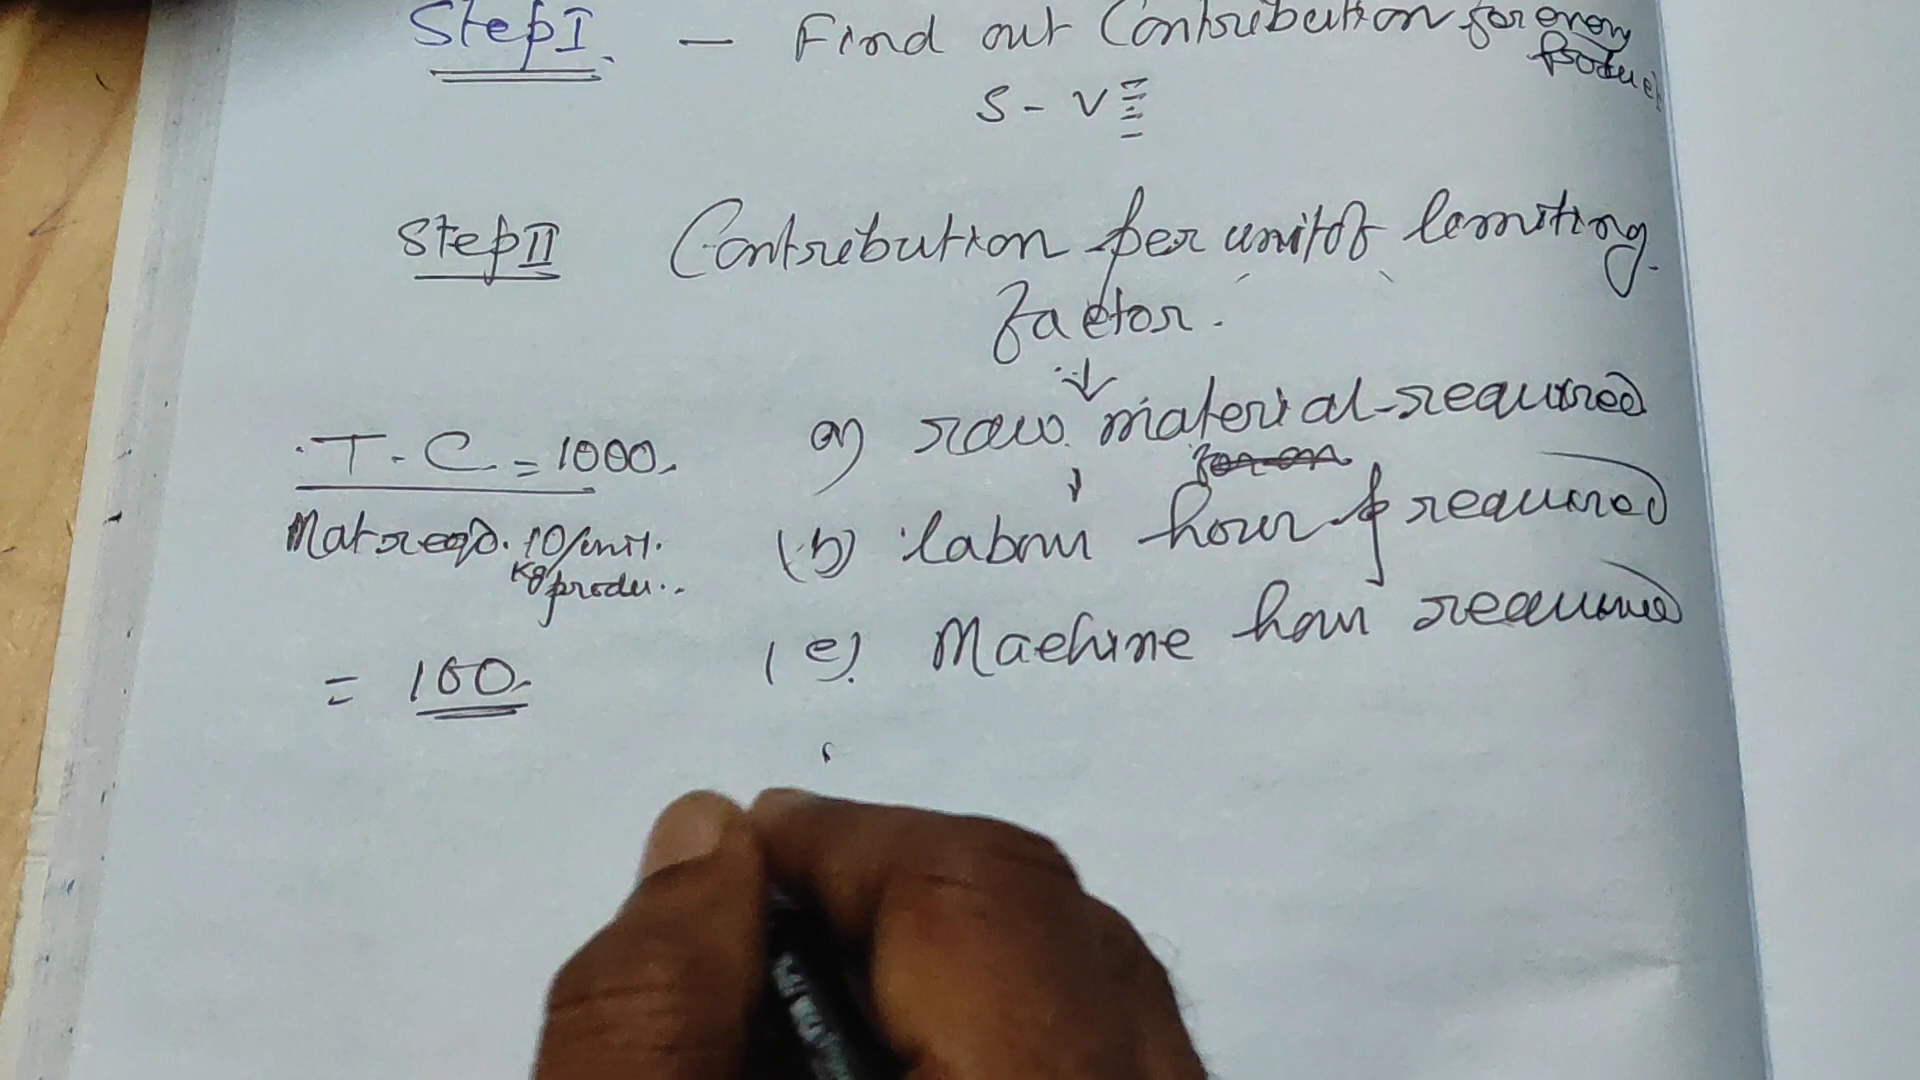 Step I. - Find out Contribution for every
product
S - V
Step II Contribution per unit of limiting
factor.
T.C = 1000 a) raw material required
Mat reqd. 10/unit. (b) labour hour required
Kg produ..
= 100 (c). Machine hour required